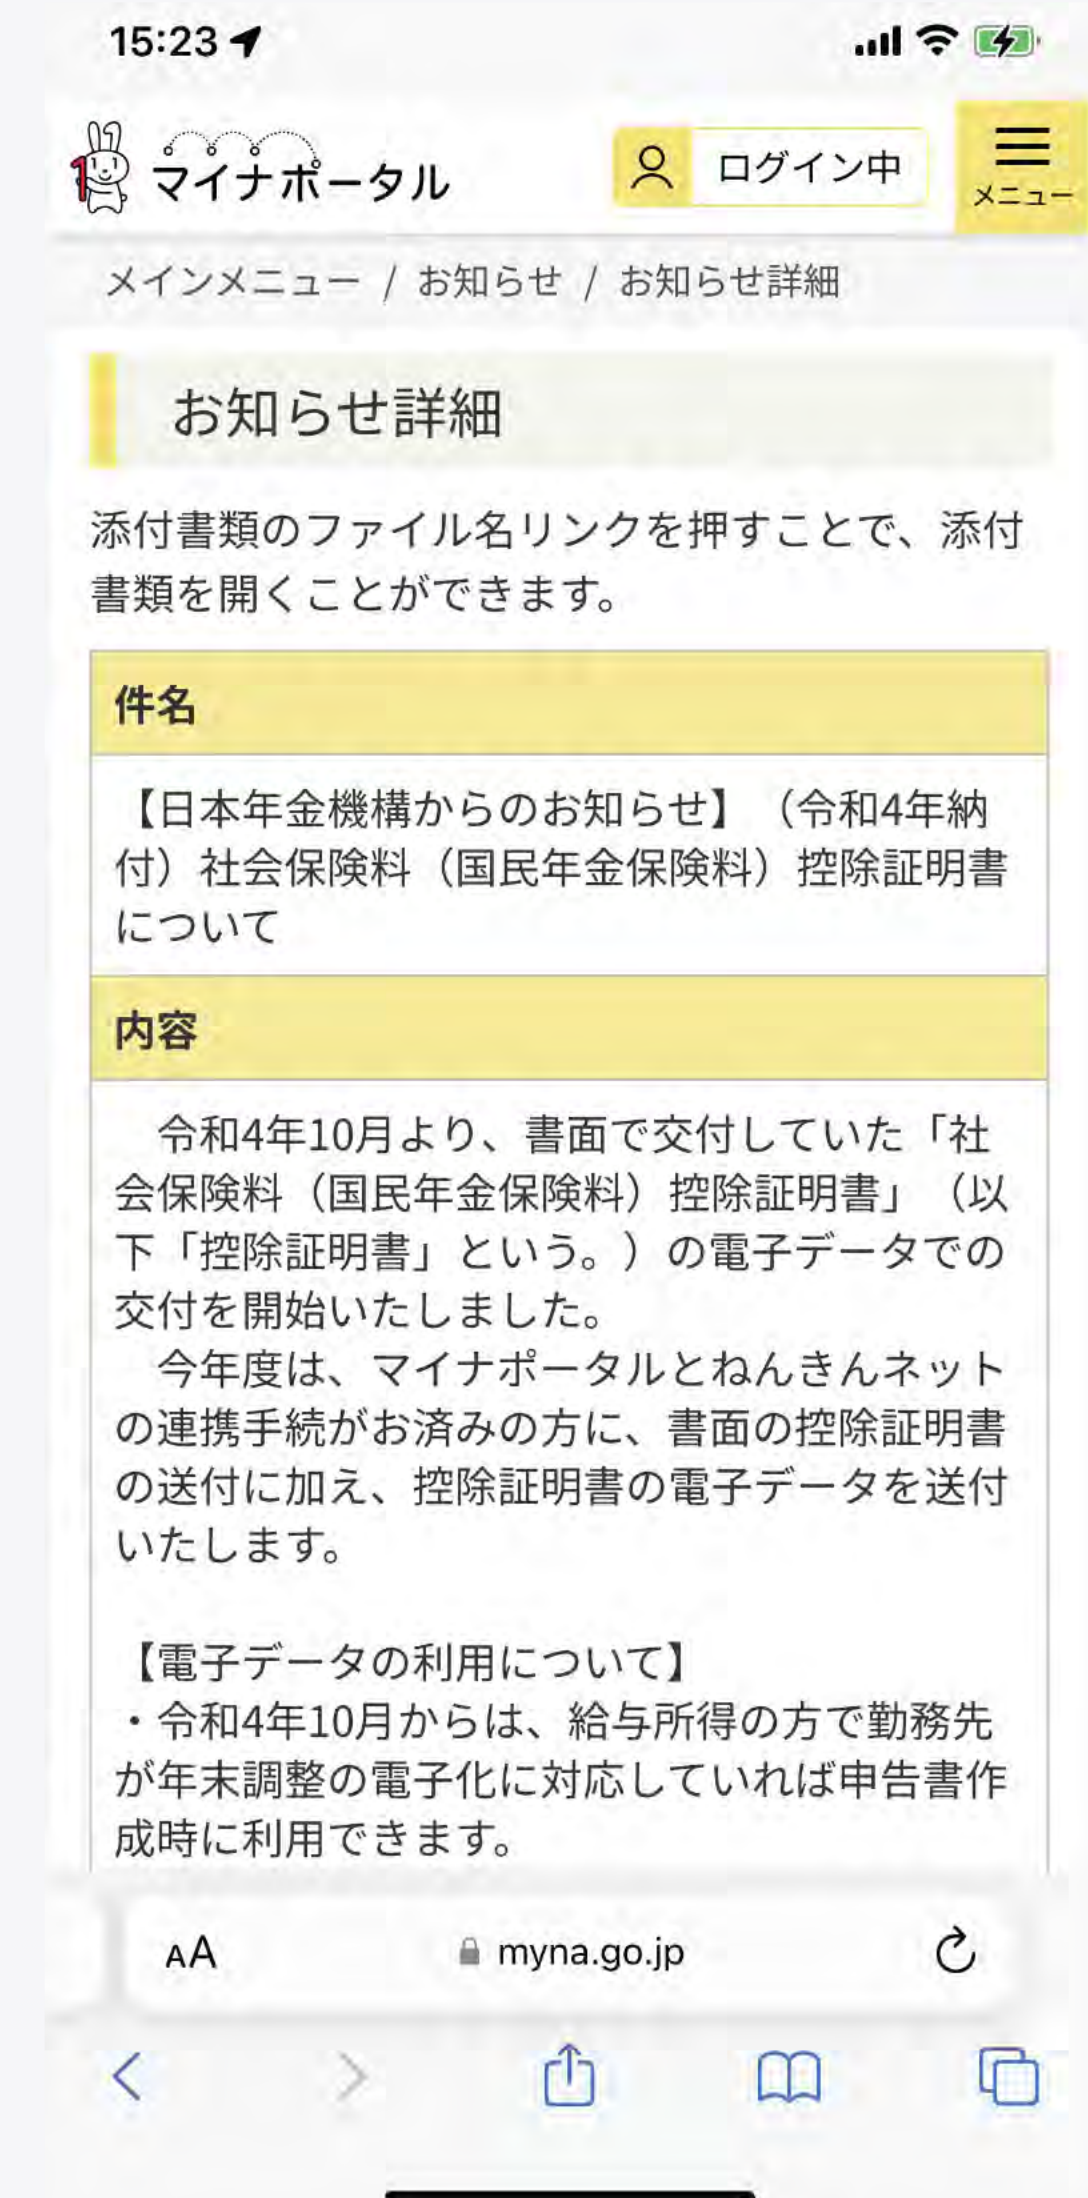 15:23
マイナポータル
ログイン中
メニュー
メインメニュー / お知らせ / お知らせ詳細
お知らせ詳細
添付書類のファイル名リンクを押すことで、添付
書類を開くことができます。
件名
【日本年金機構からのお知らせ】（令和4年納
付）社会保険料（国民年金保険料）控除証明書
について
内容
　令和4年10月より、書面で交付していた「社
会保険料（国民年金保険料）控除証明書」（以
下「控除証明書」という。）の電子データでの
交付を開始いたしました。
　今年度は、マイナポータルとねんきんネット
の連携手続がお済みの方に、書面の控除証明書
の送付に加え、控除証明書の電子データを送付
いたします。
【電子データの利用について】
・令和4年10月からは、給与所得の方で勤務先
が年末調整の電子化に対応していれば申告書作
成時に利用できます。
AA myna.go.jp